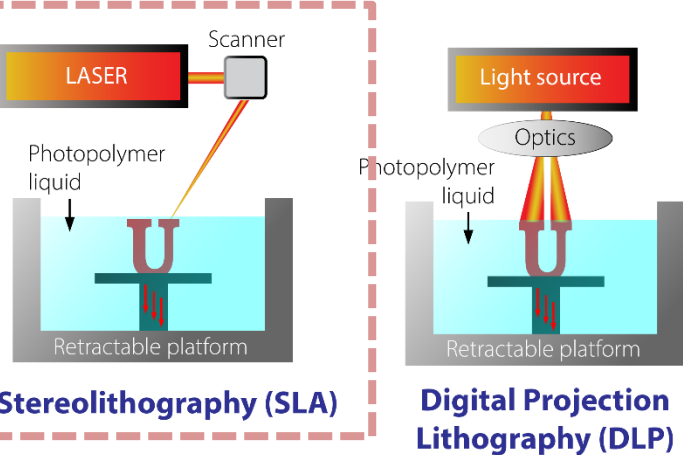 Scanner
LASER
Photopolymer
liquid
Retractable platform
Stereolithography (SLA)
Light source
Optics
Photopolymer
liquid
Retractable platform
Digital Projection
Lithography (DLP)